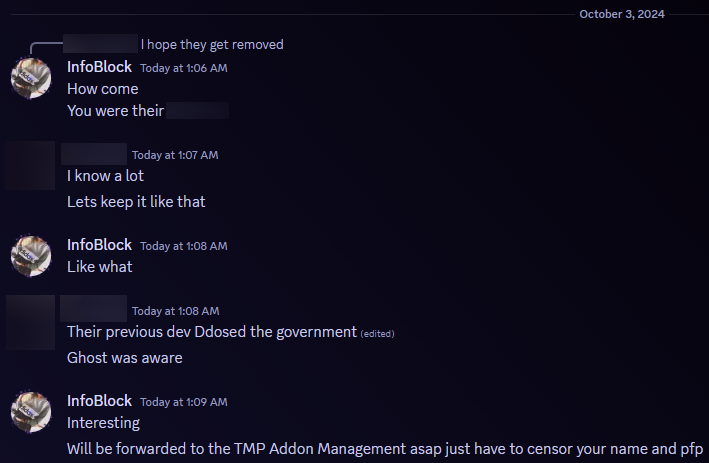 October 3, 2024
I hope they get removed
InfoBlock Today at 1:06 AM
How come
You were their
Today at 1:07 AM
I know a lot
Lets keep it like that
InfoBlock Today at 1:08 AM
Like what
Today at 1:08 AM
Their previous dev Ddosed the government (edited)
Ghost was aware
InfoBlock Today at 1:09 AM
Interesting
Will be forwarded to the TMP Addon Management asap just have to censor your name and pfp